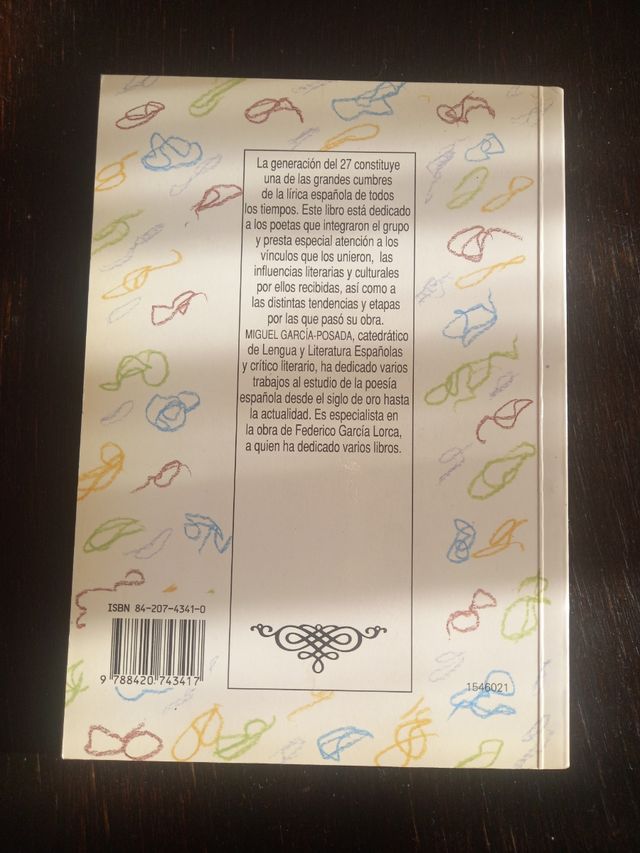 La generación del 27 constituye
una de las grandes cumbres
de la lírica española de todos
los tiempos. Este libro está dedicado
a los poetas que integraron el grupo
y presta especial atención a los
vínculos que los unieron, las
influencias literarias y culturales
por ellos recibidas, así como a
las distintas tendencias y etapas
por las que pasó su obra.
MIGUEL GARCÍA-POSADA, catedrático
de Lengua y Literatura Españolas
y crítico literario, ha dedicado varios
trabajos al estudio de la poesía
española desde el siglo de oro hasta
la actualidad. Es especialista en
la obra de Federico García Lorca,
a quien ha dedicado varios libros.
ISBN 84-207-4341-0
9 788420 743417
1546021